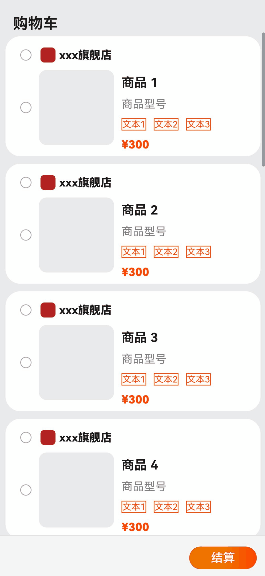 购物车
xxx旗舰店
商品 1
商品型号
文本1 文本2 文本3
¥300
xxx旗舰店
商品 2
商品型号
文本1 文本2 文本3
¥300
xxx旗舰店
商品 3
商品型号
文本1 文本2 文本3
¥300
xxx旗舰店
商品 4
商品型号
文本1 文本2 文本3
¥300
结算